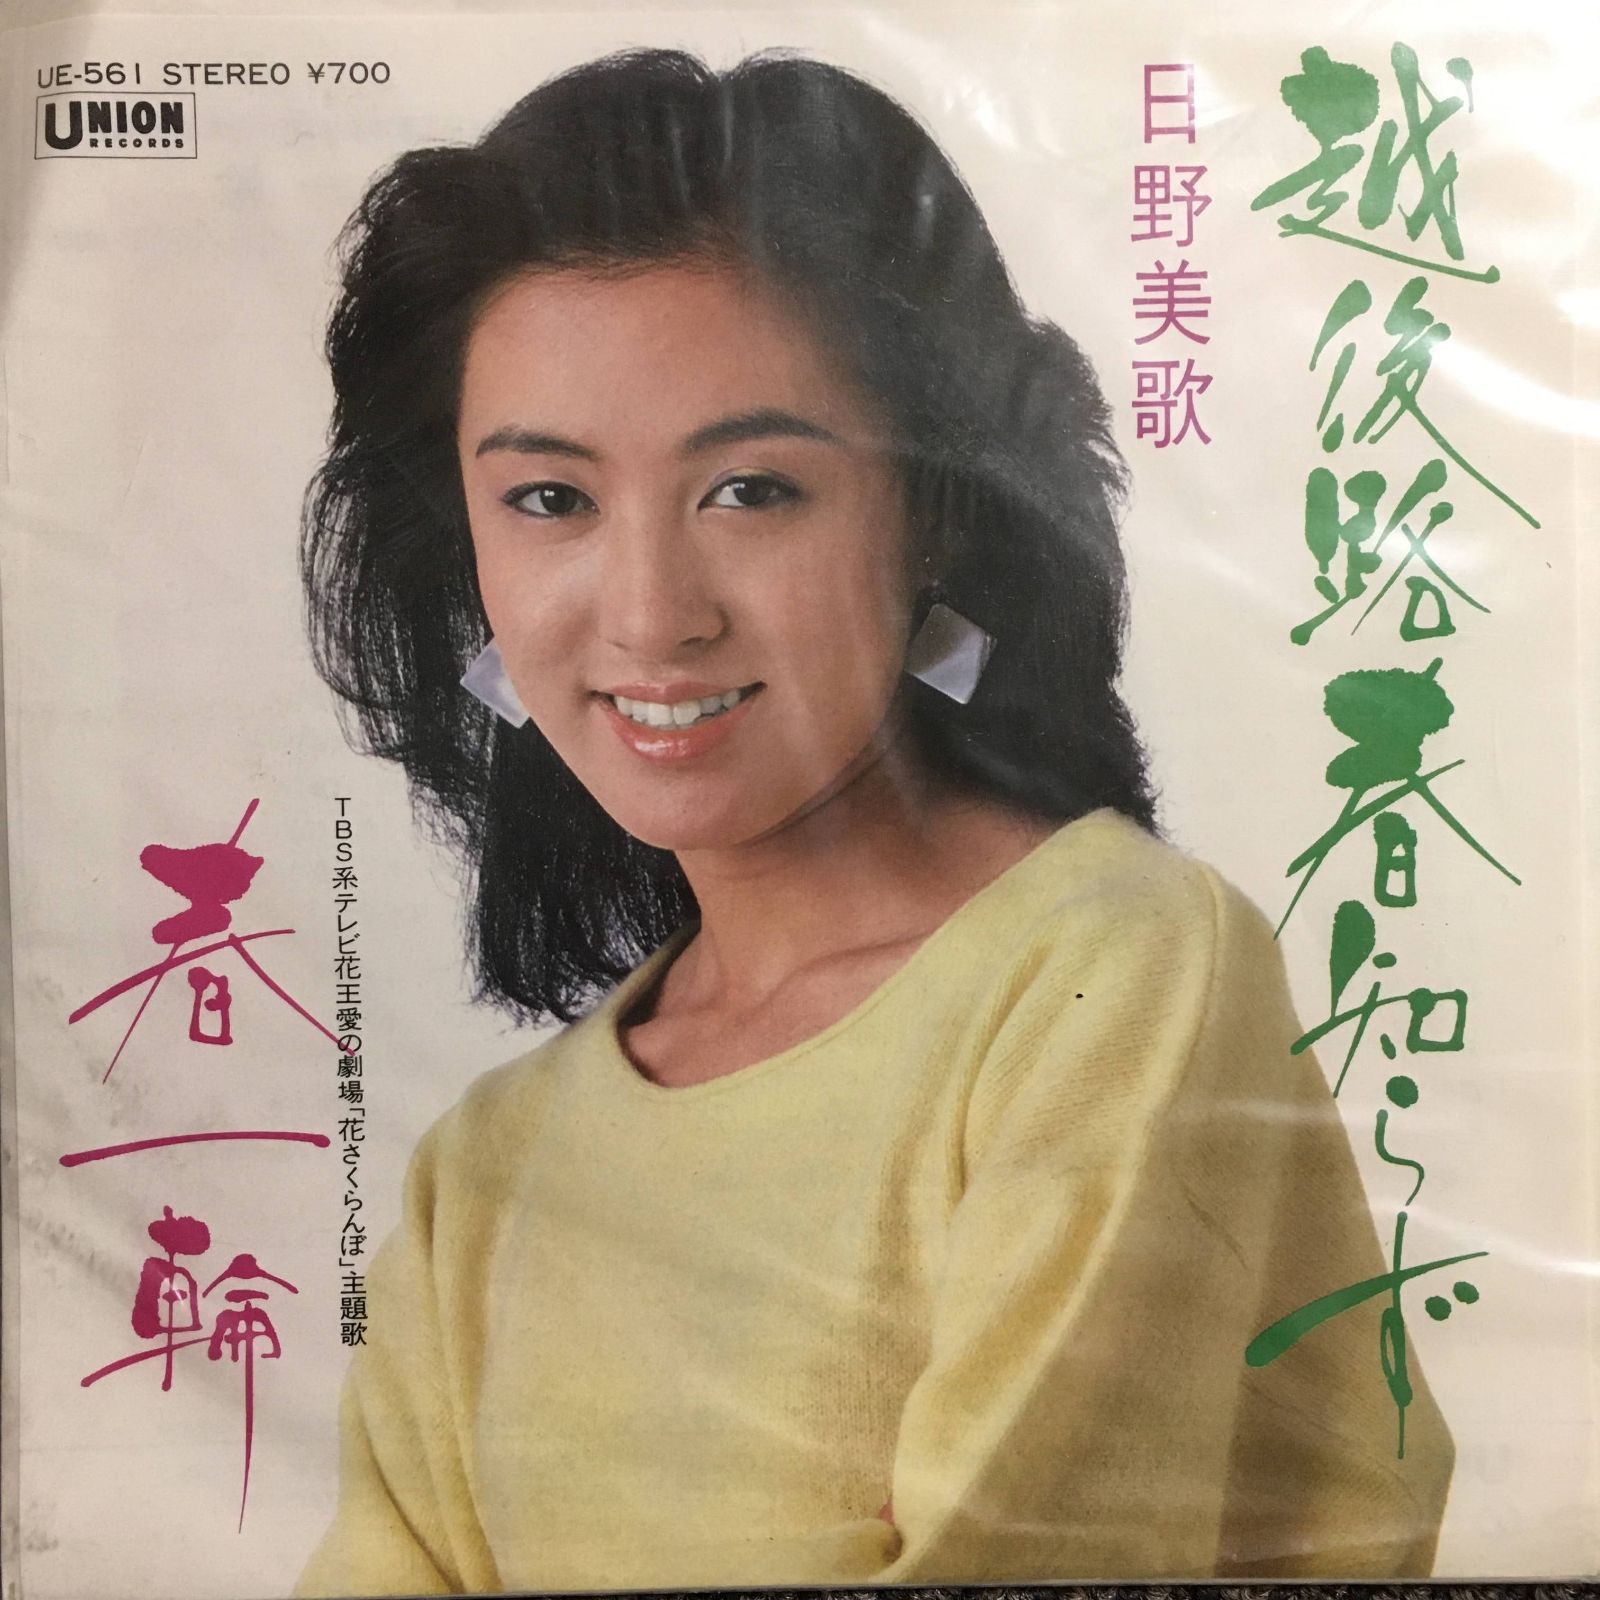 UE-561 STEREO ¥700
UNION
RECORDS
越後路春知らず
日野美歌
TBS系テレビ花王愛の劇場「花さくらんぼ」主題歌
春一輪